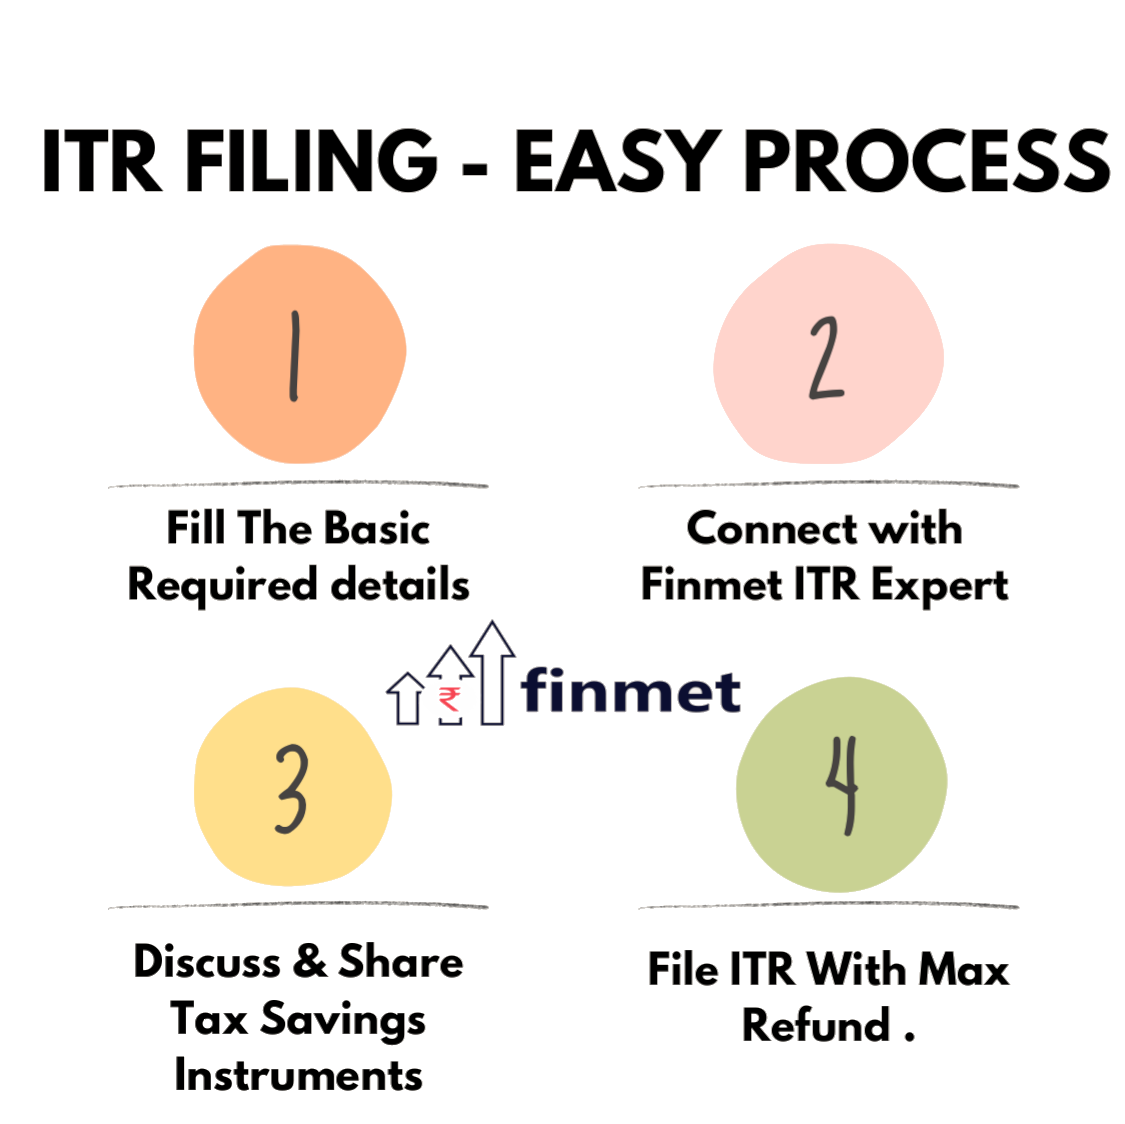 ITR FILING - EASY PROCESS
1
2
Fill The Basic
Required details
Connect with
Finmet ITR Expert
₹ finmet
3
4
Discuss & Share
Tax Savings
Instruments
File ITR With Max
Refund .